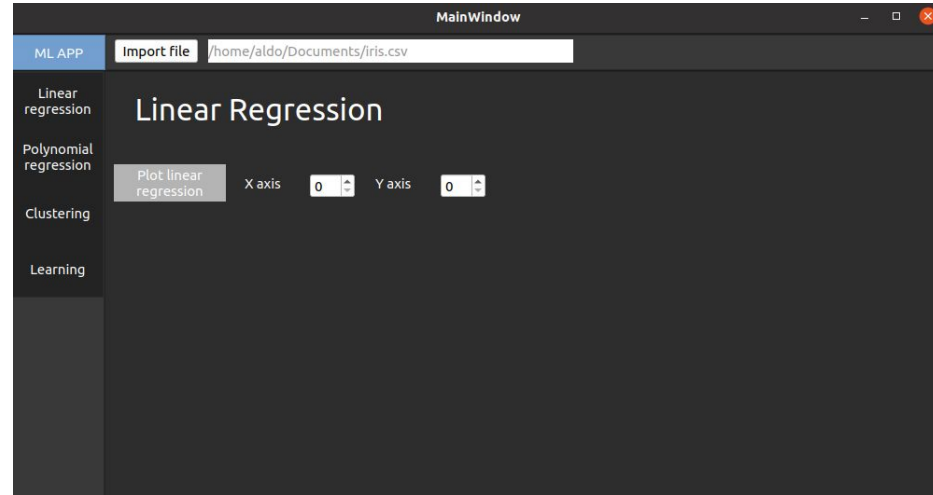 MainWindow
ML APP
Import file
/home/aldo/Documents/iris.csv
Linear
regression
Polynomial
regression
Clustering
Learning
Linear Regression
Plot linear
regression
X axis
0
Y axis
0